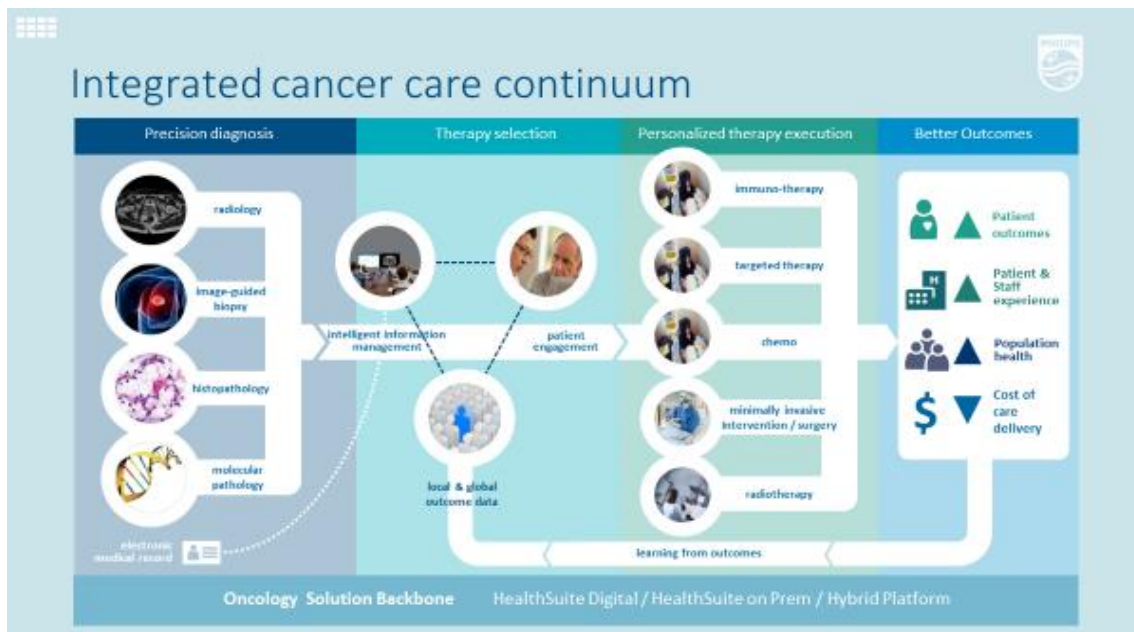 PHILIPS
Integrated cancer care continuum
Precision diagnosis
Therapy selection
Personalized therapy execution
Better Outcomes
radiology
image-guided
biopsy
histopathology
molecular
pathology
electronic
medical record
intelligent information
management
patient
engagement
local & global
outcome data
immuno-therapy
targeted therapy
chemo
minimally invasive
intervention / surgery
radiotherapy
H
Patient
outcomes
Patient &
Staff
experience
Population
health
$
Cost of
care
delivery
learning from outcomes
Oncology Solution Backbone HealthSuite Digital / HealthSuite on Prem / Hybrid Platform